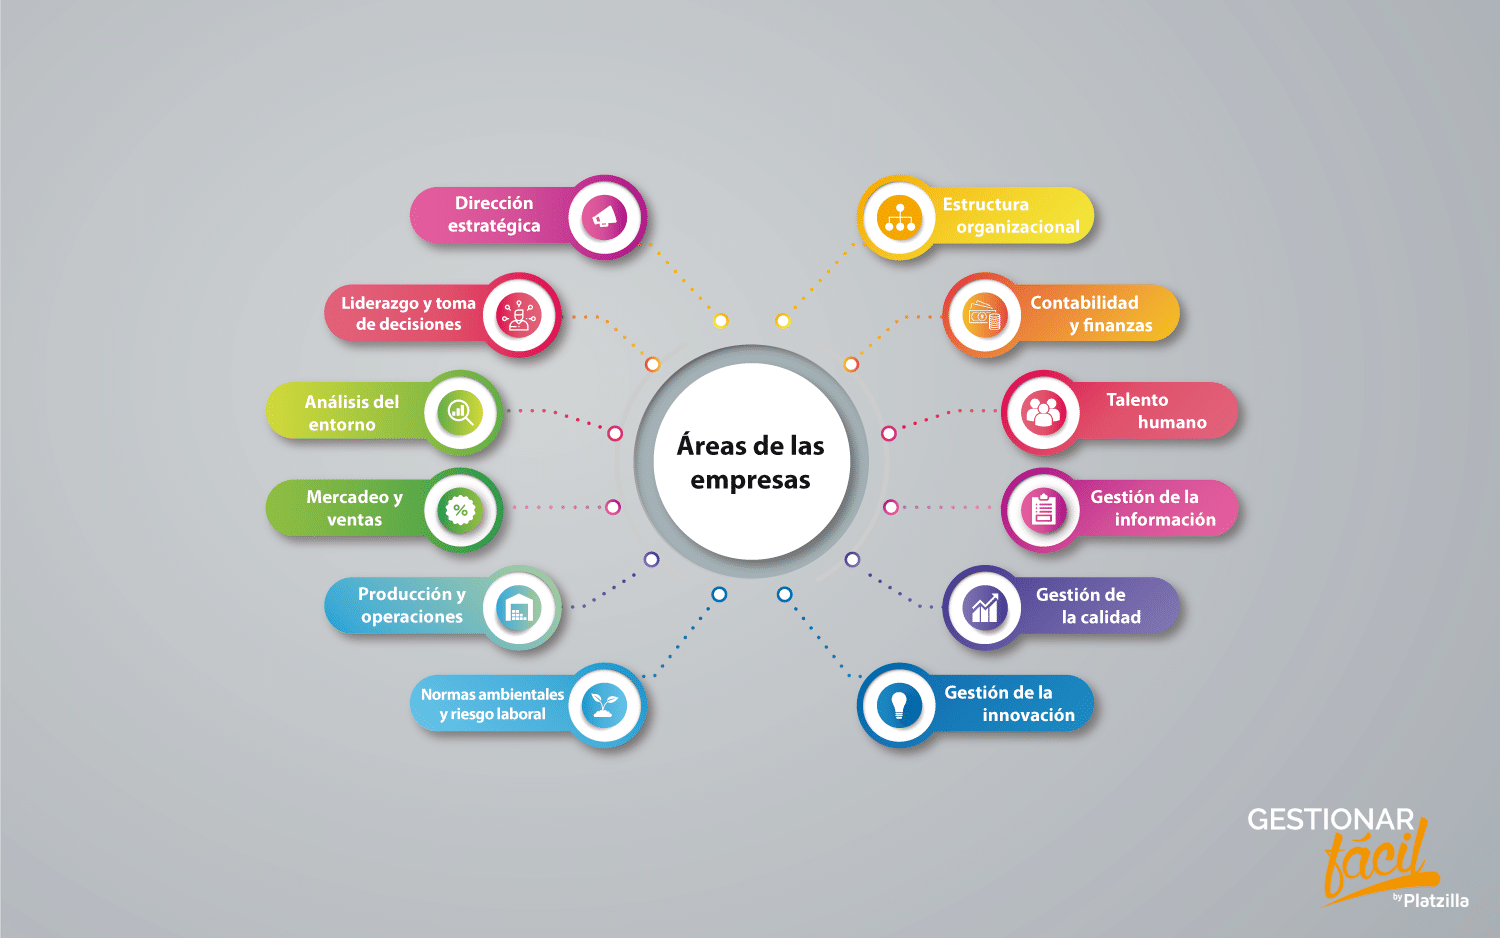 Dirección
estratégica
Liderazgo y toma
de decisiones
Análisis del
entorno
Mercadeo y
ventas
%
Producción y
operaciones
Normas ambientales
y riesgo laboral
Áreas de las
empresas
Estructura
organizacional
Contabilidad
y finanzas
Talento
humano
Gestión de la
información
Gestión de
la calidad
Gestión de la
innovación
GESTIONAR
fácil
by Platzilla